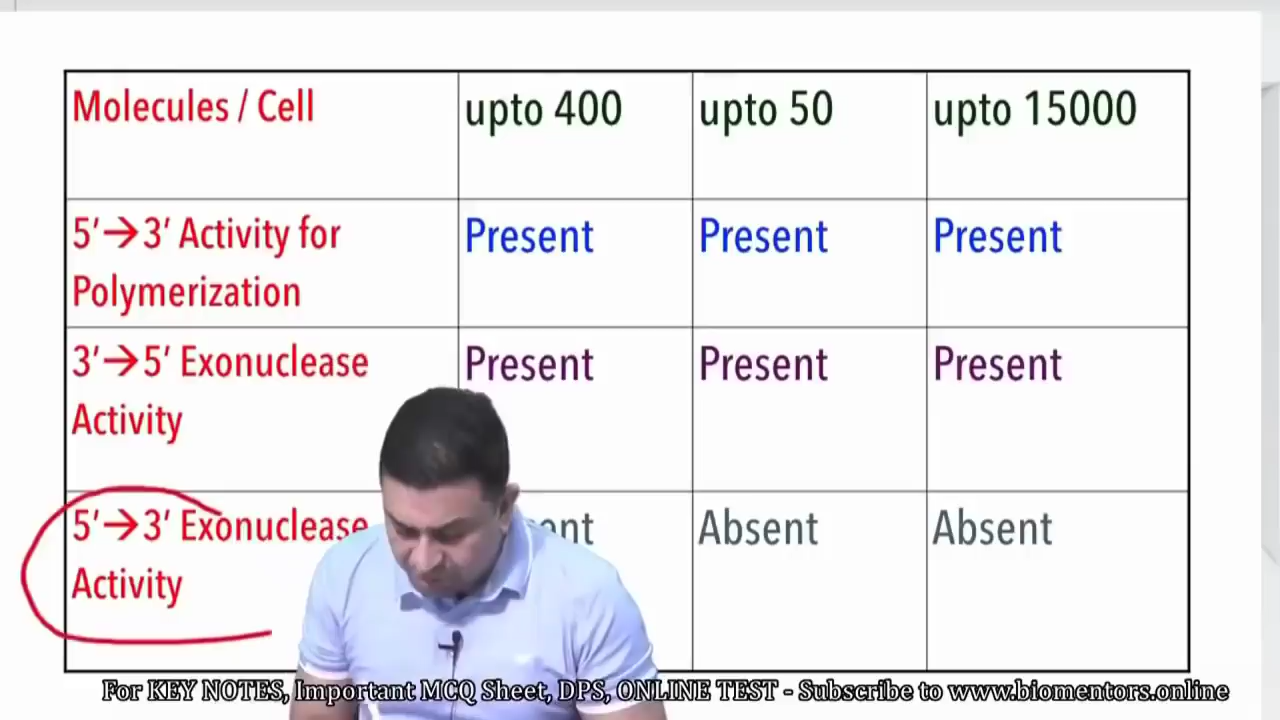 Molecules / Cell upto 400 upto 50 upto 15000
5′→3′ Activity for Present Present Present
Polymerization
3′→5′ Exonuclease Present Present Present
Activity
5′→3′ Exonuclease Absent Absent
Activity
For KEY NOTES, Important MCQ Sheet, DPS, ONLINE TEST - Subscribe to www.biomentors.online